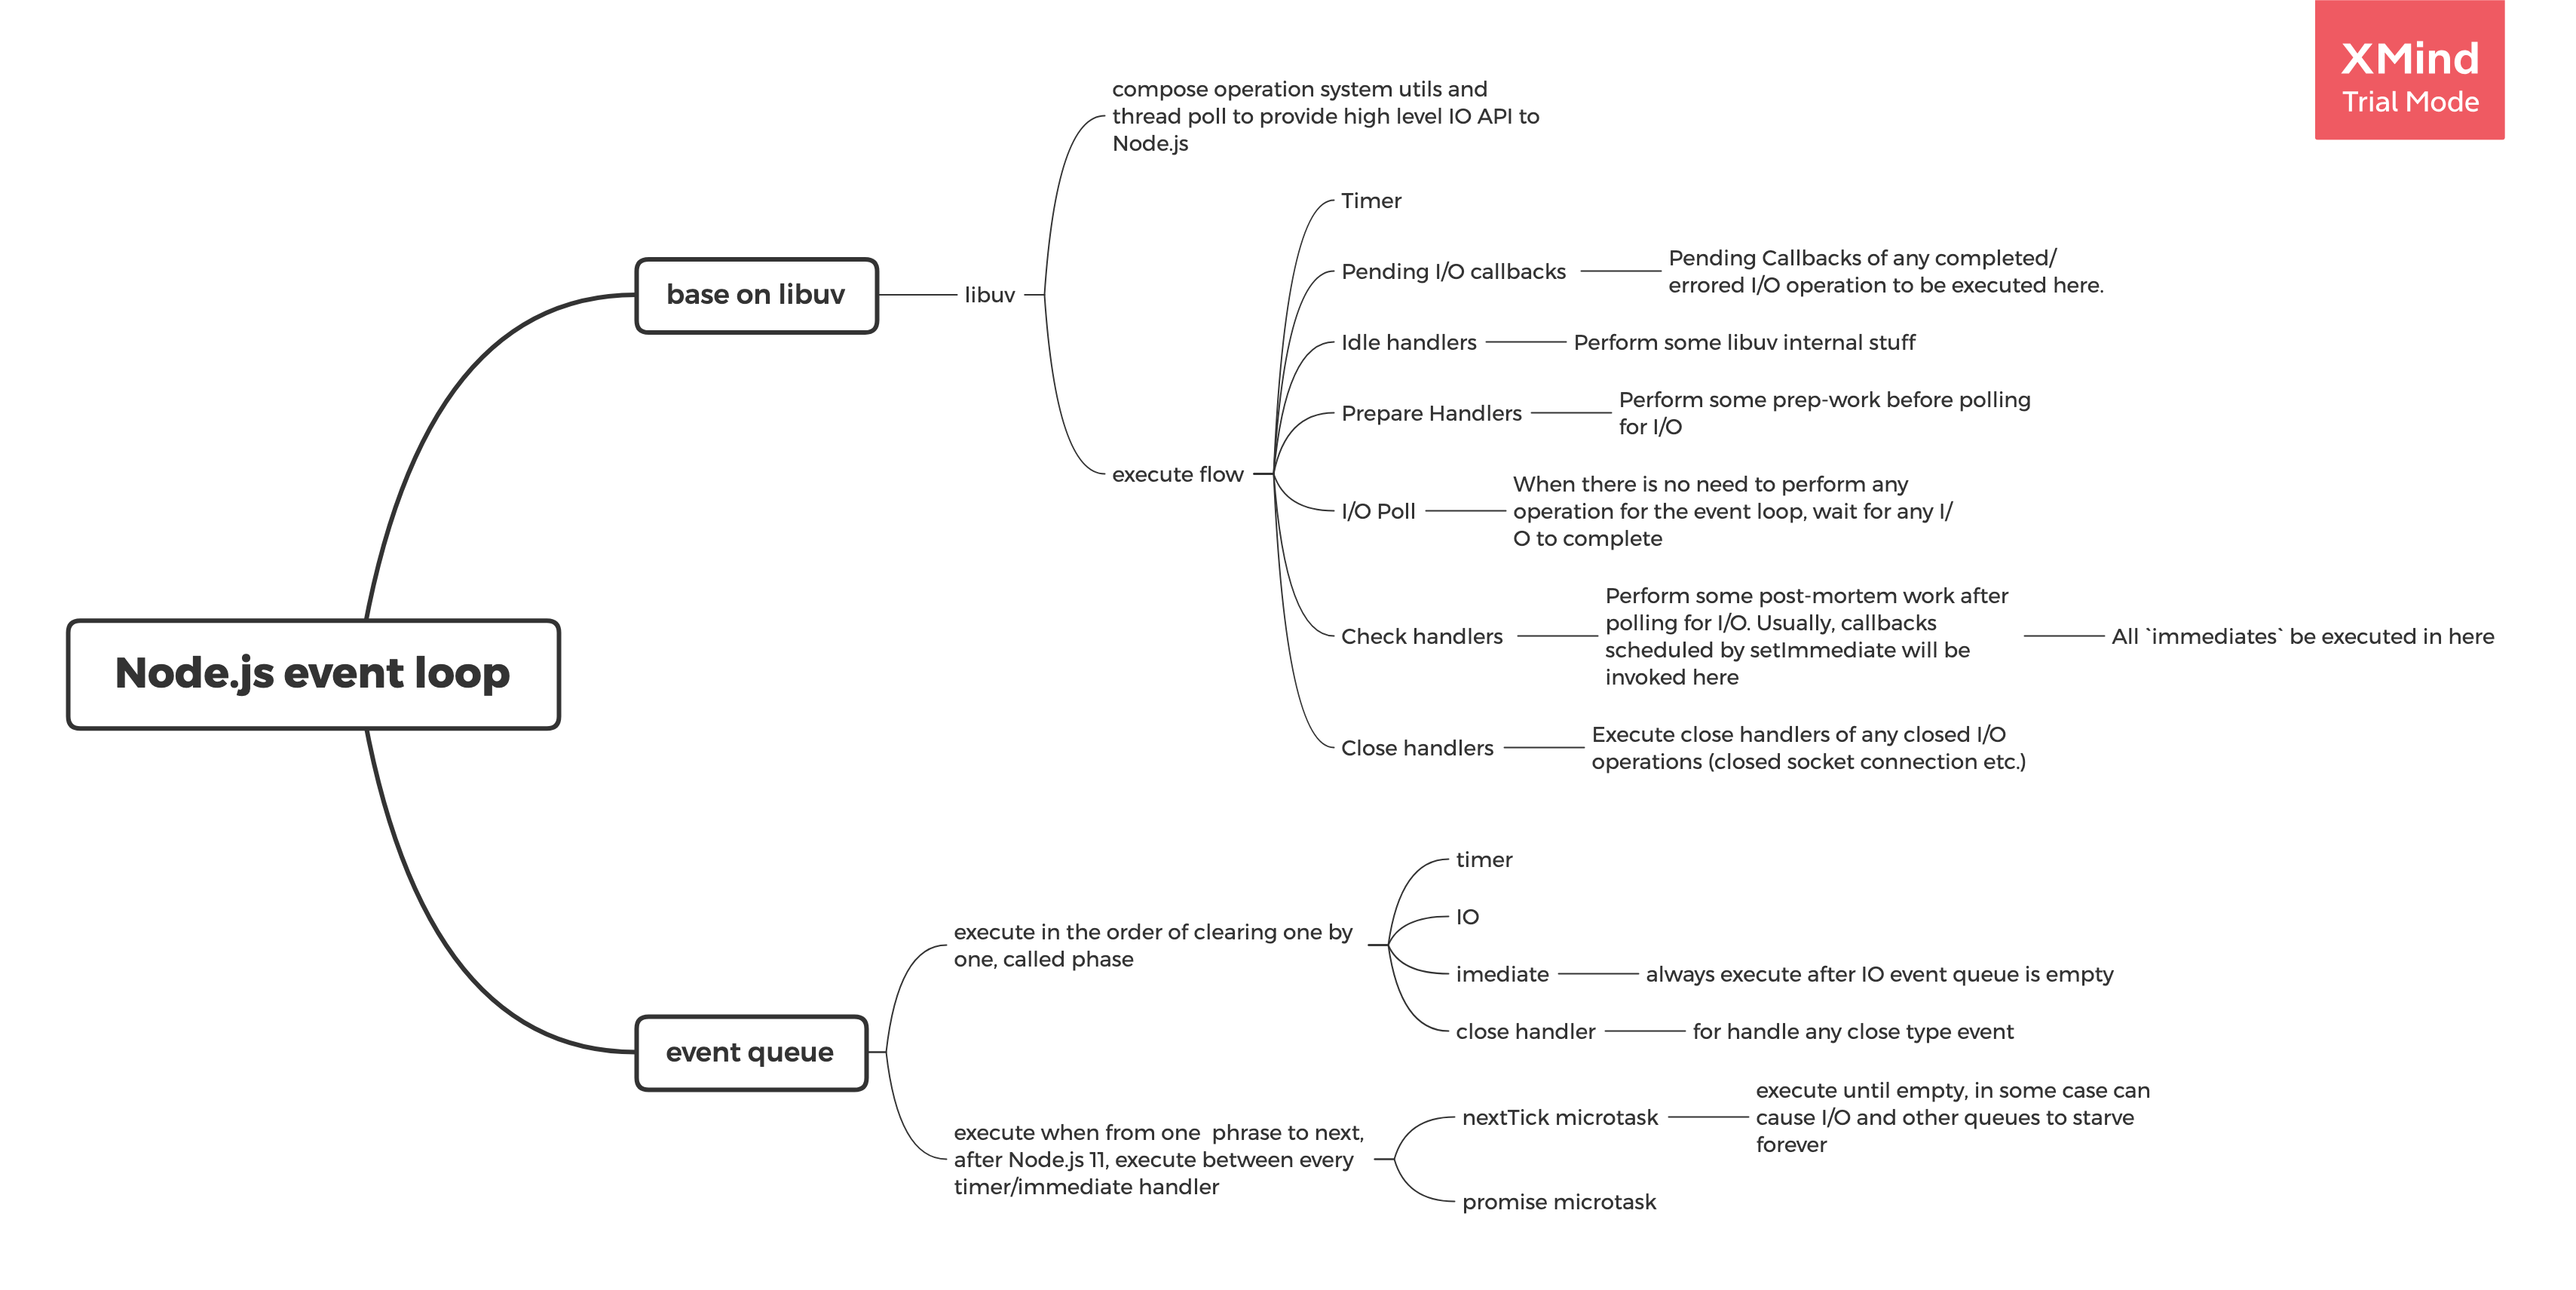 XMind
Trial Mode
compose operation system utils and
thread poll to provide high level IO API to
Node.js
Timer
Pending I/O callbacks
Pending Callbacks of any completed/
errored I/O operation to be executed here.
base on libuv
libuv
Idle handlers
Perform some libuv internal stuff
Prepare Handlers
Perform some prep-work before polling
for I/O
execute flow
I/O Poll
When there is no need to perform any
operation for the event loop, wait for any I/
O to complete
Check handlers
Perform some post-mortem work after
polling for I/O. Usually, callbacks
scheduled by setImmediate will be
invoked here
All `immediates` be executed in here
Close handlers
Execute close handlers of any closed I/O
operations (closed socket connection etc.)
Node.js event loop
event queue
execute in the order of clearing one by
one, called phase
timer
IO
imediate
always execute after IO event queue is empty
close handler
for handle any close type event
execute when from one  phrase to next,
after Node.js 11, execute between every
timer/immediate handler
nextTick microtask
execute until empty, in some case can
cause I/O and other queues to starve
forever
promise microtask